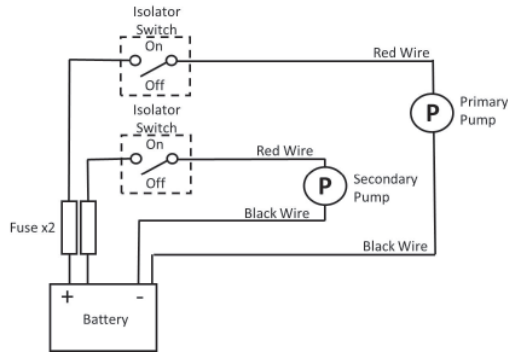 Isolator
Switch
On
Off
Red Wire
P
Primary
Pump
Isolator
Switch
On
Off
Red Wire
P
Secondary
Pump
Black Wire
Black Wire
Fuse x2
+
-
Battery